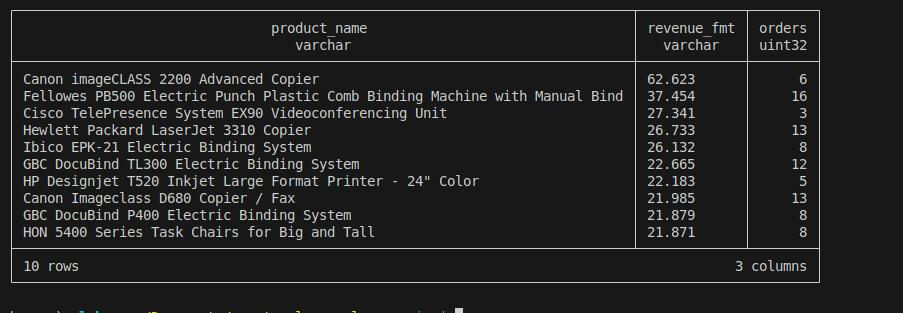 product_name revenue_fmt orders
varchar varchar uint32
Canon imageCLASS 2200 Advanced Copier 62.623 6
Fellowes PB500 Electric Punch Plastic Comb Binding Machine with Manual Bind 37.454 16
Cisco TelePresence System EX90 Videoconferencing Unit 27.341 3
Hewlett Packard LaserJet 3310 Copier 26.733 13
Ibico EPK-21 Electric Binding System 26.132 8
GBC DocuBind TL300 Electric Binding System 22.665 12
HP Designjet T520 Inkjet Large Format Printer - 24" Color 22.183 5
Canon Imageclass D680 Copier / Fax 21.985 13
GBC DocuBind P400 Electric Binding System 21.879 8
HON 5400 Series Task Chairs for Big and Tall 21.871 8
10 rows 3 columns